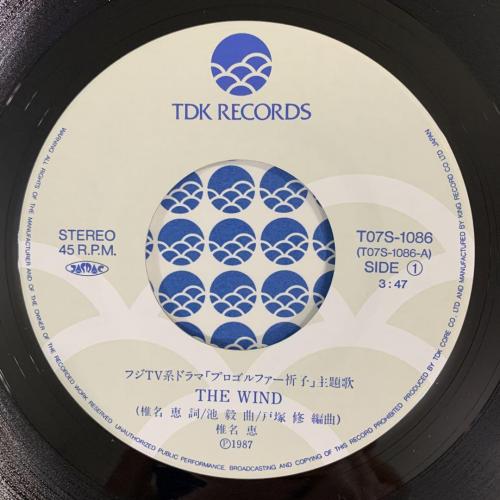 TDK RECORDS
STEREO
45 R.P.M.
JASRAC
T07S-1086
(T07S-1086-A)
SIDE 1
3:47
フジTV系ドラマ「プロゴルファー祈子」主題歌
THE WIND
(椎名 恵 詞/池 毅 曲/戸塚 修 編曲)
椎名 恵
Ⓟ1987
WARNING: ALL RIGHTS OF THE MANUFACTURER AND OF THE OWNER OF THE RECORDED WORK RESERVED. UNAUTHORIZED PUBLIC PERFORMANCE, BROADCASTING AND COPYING OF THIS RECORD PROHIBITED.
PRODUCED BY TDK CORE CO., LTD AND MANUFACTURED BY KING RECORD CO. LTD JAPAN.